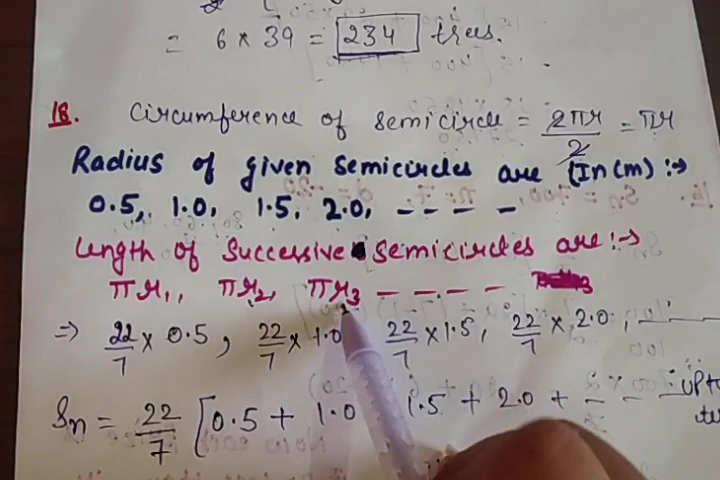 = 6 × 39 = 234 trees.
18. Circumference of semicircle = 2πr/2 = πr
Radius of given semicircles are (In cm) :→
0.5, 1.0, 1.5, 2.0, - - - -
Length of Successive semicircles are :→
πr₁, πr₂, πr₃ - - - -
⇒ 22/7 × 0.5, 22/7 × 1.0 22/7 × 1.5, 22/7 × 2.0,
Sn = 22/7 [0.5 + 1.0 1.5 + 2.0 + - -